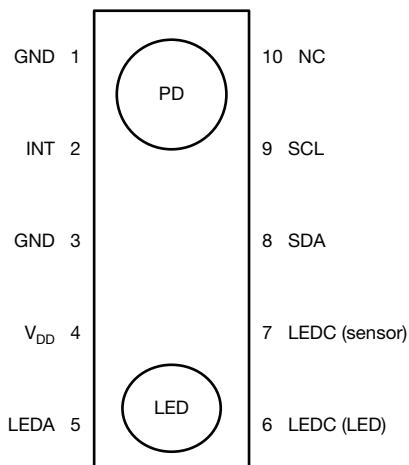 GND 1
10 NC
PD
INT 2
9 SCL
GND 3
8 SDA
VDD 4
7 LEDC (sensor)
LED
LEDA 5
6 LEDC (LED)